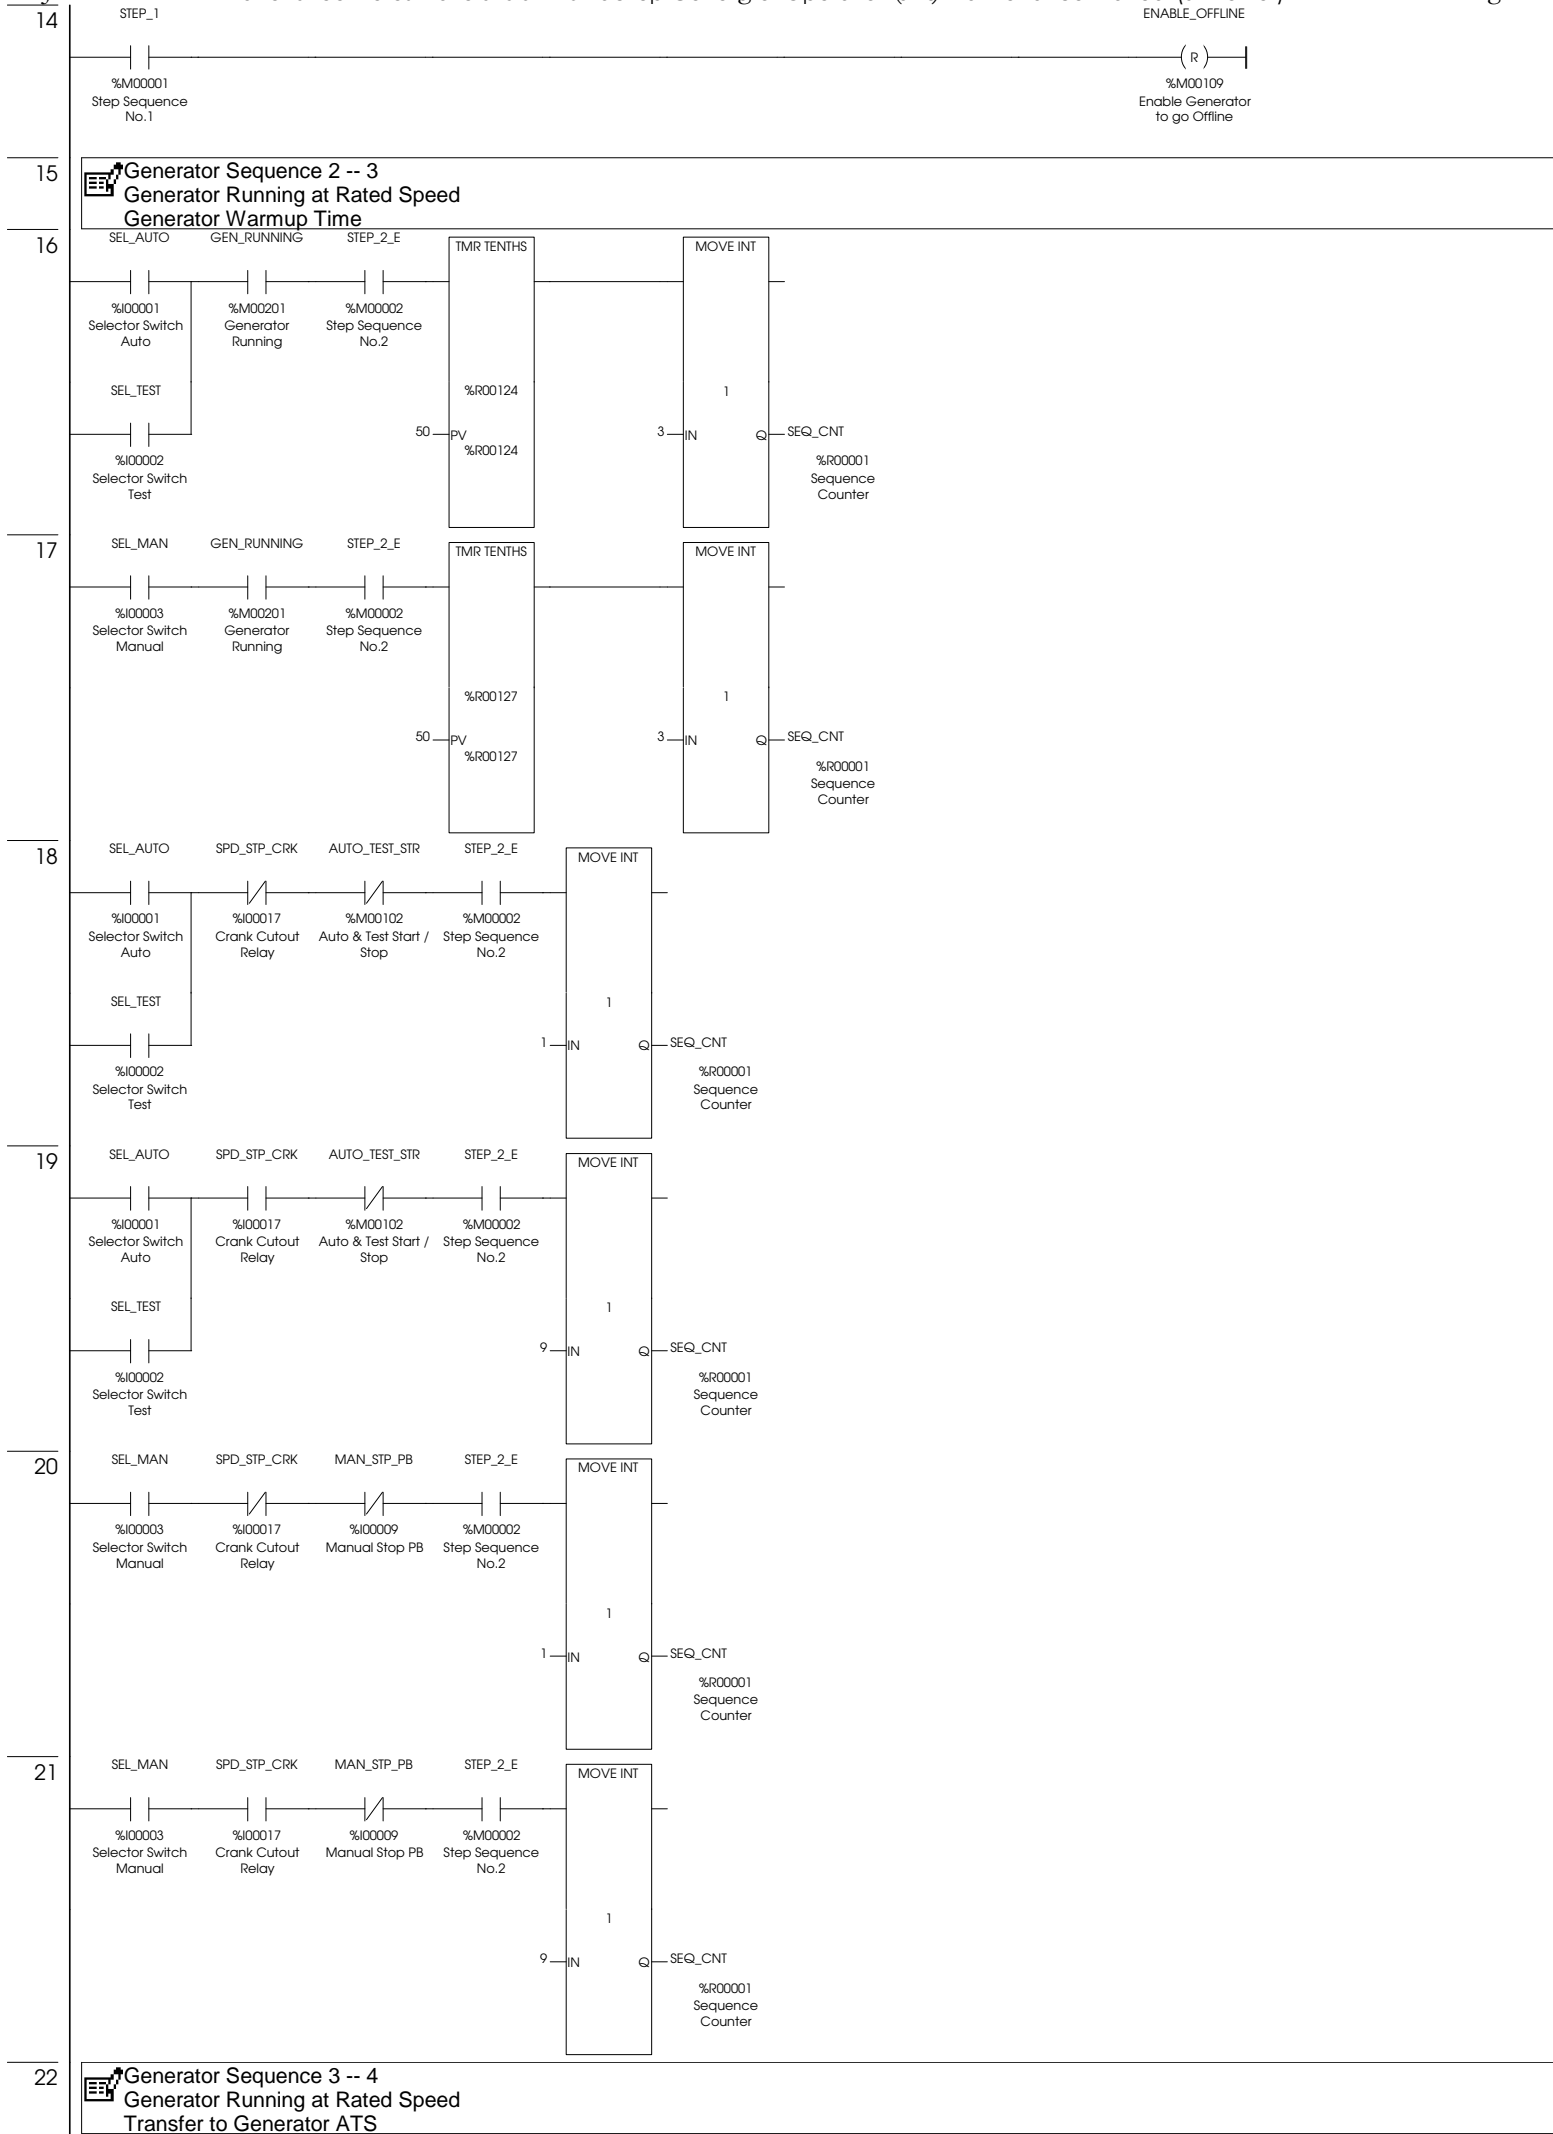 14
STEP_1 ENABLE_OFFLINE
R
%M00001 %M00109
Step Sequence Enable Generator
No.1 to go Offline
15
Generator Sequence 2 -- 3
Generator Running at Rated Speed
Generator Warmup Time
16
SEL_AUTO GEN_RUNNING STEP_2_E
TMR TENTHS MOVE INT
%I00001 %M00201 %M00002
Selector Switch Generator Step Sequence
Auto Running No.2
SEL_TEST %R00124 1
50 PV 3 IN Q SEQ_CNT
%R00124
%I00002 %R00001
Selector Switch Sequence
Test Counter
17
SEL_MAN GEN_RUNNING STEP_2_E
TMR TENTHS MOVE INT
%I00003 %M00201 %M00002
Selector Switch Generator Step Sequence
Manual Running No.2
%R00127 1
50 PV 3 IN Q SEQ_CNT
%R00127
%R00001
Sequence
Counter
18
SEL_AUTO SPD_STP_CRK AUTO_TEST_STR STEP_2_E
MOVE INT
%I00001 %I00017 %M00102 %M00002
Selector Switch Crank Cutout Auto & Test Start / Step Sequence
Auto Relay Stop No.2
SEL_TEST 1
1 IN Q SEQ_CNT
%I00002 %R00001
Selector Switch Sequence
Test Counter
19
SEL_AUTO SPD_STP_CRK AUTO_TEST_STR STEP_2_E
MOVE INT
%I00001 %I00017 %M00102 %M00002
Selector Switch Crank Cutout Auto & Test Start / Step Sequence
Auto Relay Stop No.2
SEL_TEST 1
9 IN Q SEQ_CNT
%I00002 %R00001
Selector Switch Sequence
Test Counter
20
SEL_MAN SPD_STP_CRK MAN_STP_PB STEP_2_E
MOVE INT
%I00003 %I00017 %I00009 %M00002
Selector Switch Crank Cutout Manual Stop PB Step Sequence
Manual Relay No.2
1
1 IN Q SEQ_CNT
%R00001
Sequence
Counter
21
SEL_MAN SPD_STP_CRK MAN_STP_PB STEP_2_E
MOVE INT
%I00003 %I00017 %I00009 %M00002
Selector Switch Crank Cutout Manual Stop PB Step Sequence
Manual Relay No.2
1
9 IN Q SEQ_CNT
%R00001
Sequence
Counter
22
Generator Sequence 3 -- 4
Generator Running at Rated Speed
Transfer to Generator ATS